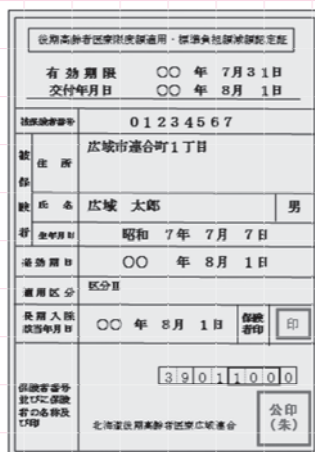 後期高齢者医療限度額適用・標準負担額減額認定証
有効期限 〇〇 年 7月31日
交付年月日 〇〇 年 8月 1日
被保険者番号 01234567
被保険者
住所 広域市連合町1丁目
氏名 広域 太郎 男
生年月日 昭和 7年 7月 7日
発効期日 〇〇 年 8月 1日
適用区分 区分Ⅱ
長期入院該当年月日 〇〇 年 8月 1日 保険者印 印
保険者番号並びに保険者の名称及び印
39011000
北海道後期高齢者医療広域連合
公印(朱)